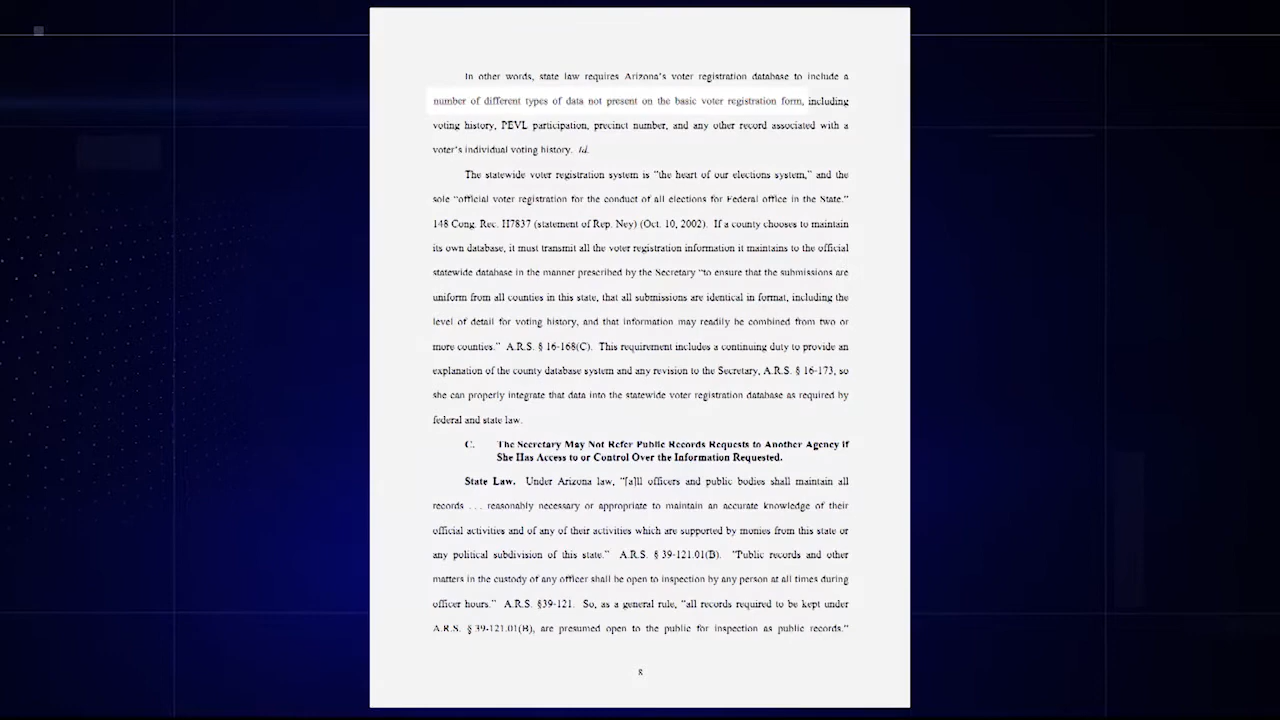 In other words, state law requires Arizona's voter registration database to include a
number of different types of data not present on the basic voter registration form, including
voting history, PEVL participation, precinct number, and any other record associated with a
voter's individual voting history. Id.
The statewide voter registration system is "the heart of our elections system," and the
sole "official voter registration for the conduct of all elections for Federal office in the State."
148 Cong. Rec. H7837 (statement of Rep. Ney) (Oct. 10, 2002). If a county chooses to maintain
its own database, it must transmit all the voter registration information it maintains to the official
statewide database in the manner prescribed by the Secretary "to ensure that the submissions are
uniform from all counties in this state, that all submissions are identical in format, including the
level of detail for voting history, and that information may readily be combined from two or
more counties." A.R.S. § 16-168(C). This requirement includes a continuing duty to provide an
explanation of the county database system and any revision to the Secretary, A.R.S. § 16-173, so
she can properly integrate that data into the statewide voter registration database as required by
federal and state law.
C. The Secretary May Not Refer Public Records Requests to Another Agency if
She Has Access to or Control Over the Information Requested.
State Law. Under Arizona law, "[a]ll officers and public bodies shall maintain all
records . . . reasonably necessary or appropriate to maintain an accurate knowledge of their
official activities and of any of their activities which are supported by monies from this state or
any political subdivision of this state." A.R.S. § 39-121.01(B). "Public records and other
matters in the custody of any officer shall be open to inspection by any person at all times during
officer hours." A.R.S. §39-121. So, as a general rule, "all records required to be kept under
A.R.S. § 39-121.01(B), are presumed open to the public for inspection as public records."
8